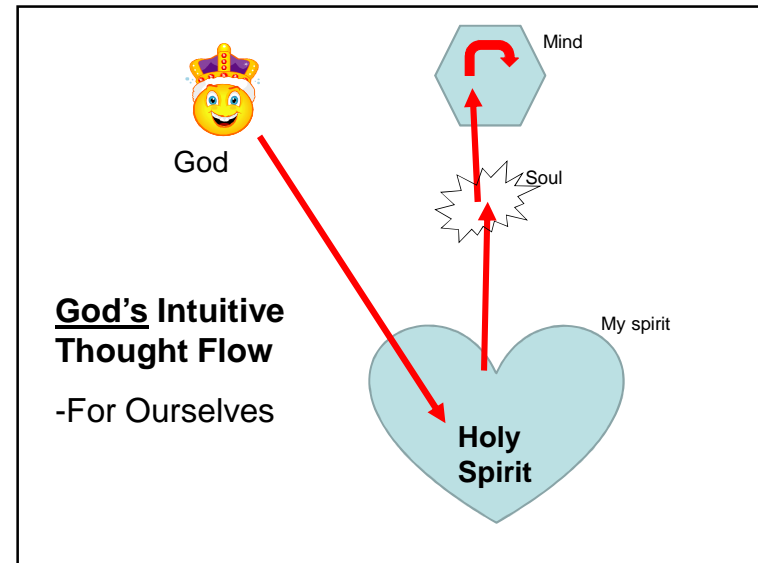 Mind
God
Soul
God's Intuitive
Thought Flow
-For Ourselves
My spirit
Holy
Spirit